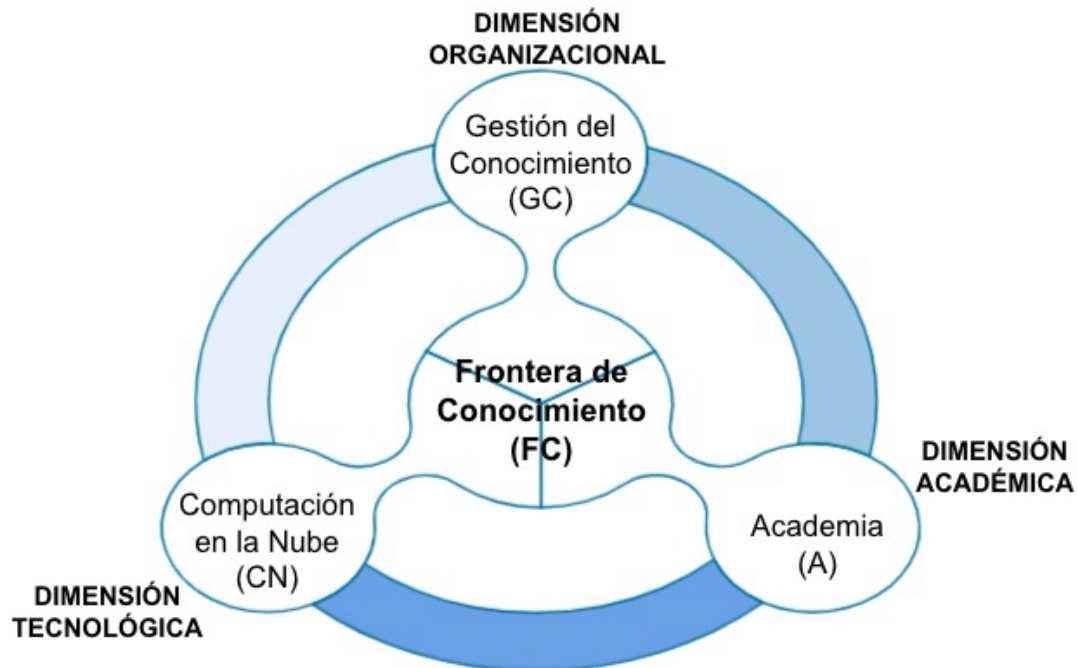 DIMENSIÓN
ORGANIZACIONAL
Gestión del
Conocimiento
(GC)
Frontera de
Conocimiento
(FC)
DIMENSIÓN
ACADÉMICA
Computación
en la Nube
(CN)
Academia
(A)
DIMENSIÓN
TECNOLÓGICA